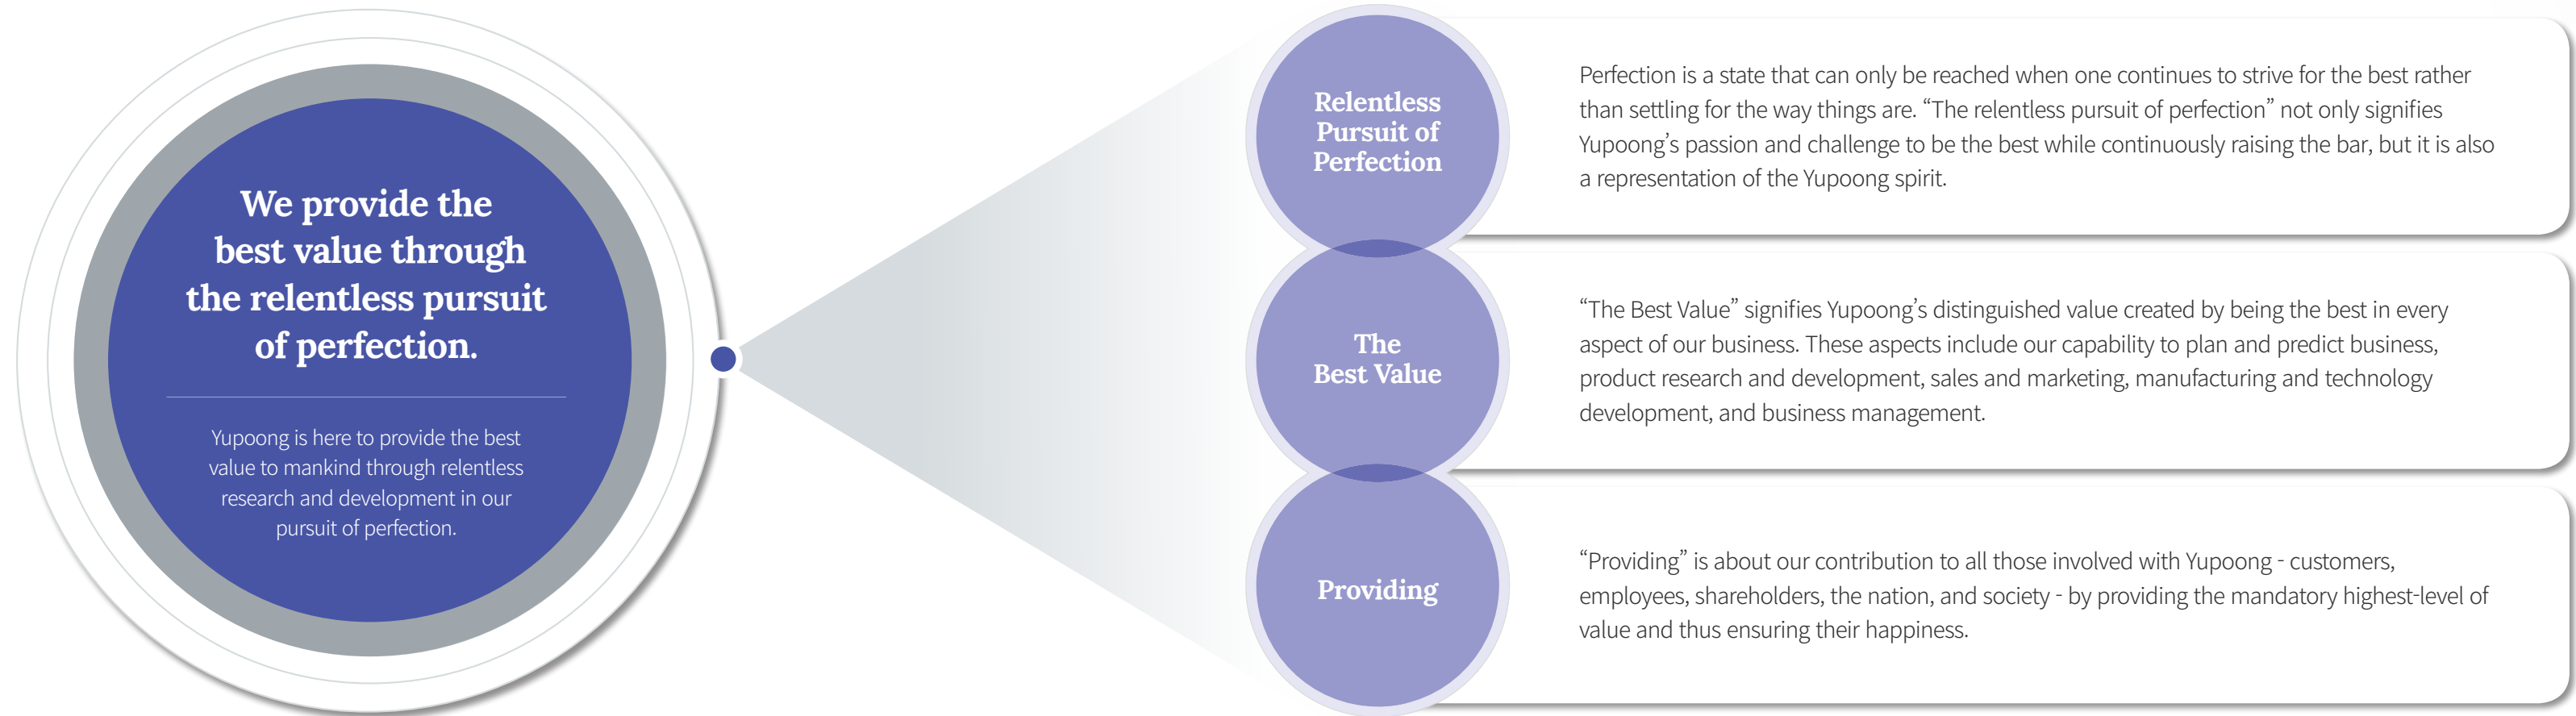 We provide the
best value through
the relentless pursuit
of perfection.
Yupoong is here to provide the best
value to mankind through relentless
research and development in our
pursuit of perfection.
Relentless
Pursuit of
Perfection
Perfection is a state that can only be reached when one continues to strive for the best rather
than settling for the way things are. “The relentless pursuit of perfection” not only signifies
Yupoong’s passion and challenge to be the best while continuously raising the bar, but it is also
a representation of the Yupoong spirit.
The
Best Value
“The Best Value” signifies Yupoong’s distinguished value created by being the best in every
aspect of our business. These aspects include our capability to plan and predict business,
product research and development, sales and marketing, manufacturing and technology
development, and business management.
Providing
“Providing” is about our contribution to all those involved with Yupoong - customers,
employees, shareholders, the nation, and society - by providing the mandatory highest-level of
value and thus ensuring their happiness.